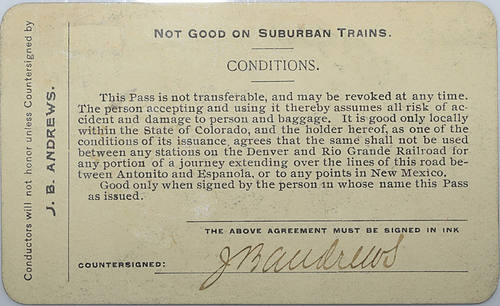 Conductors will not honor unless Countersigned by
J. B. ANDREWS.
NOT GOOD ON SUBURBAN TRAINS.
CONDITIONS.
This Pass is not transferable, and may be revoked at any time.
The person accepting and using it thereby assumes all risk of ac-
cident and damage to person and baggage. It is good only locally
within the State of Colorado, and the holder hereof, as one of the
conditions of its issuance, agrees that the same shall not be used
between any stations on the Denver and Rio Grande Railroad for
any portion of a journey extending over the lines of this road be-
tween Antonito and Espanola, or to any points in New Mexico.
Good only when signed by the person in whose name this Pass
is issued.
THE ABOVE AGREEMENT MUST BE SIGNED IN INK
COUNTERSIGNED: J B Andrews